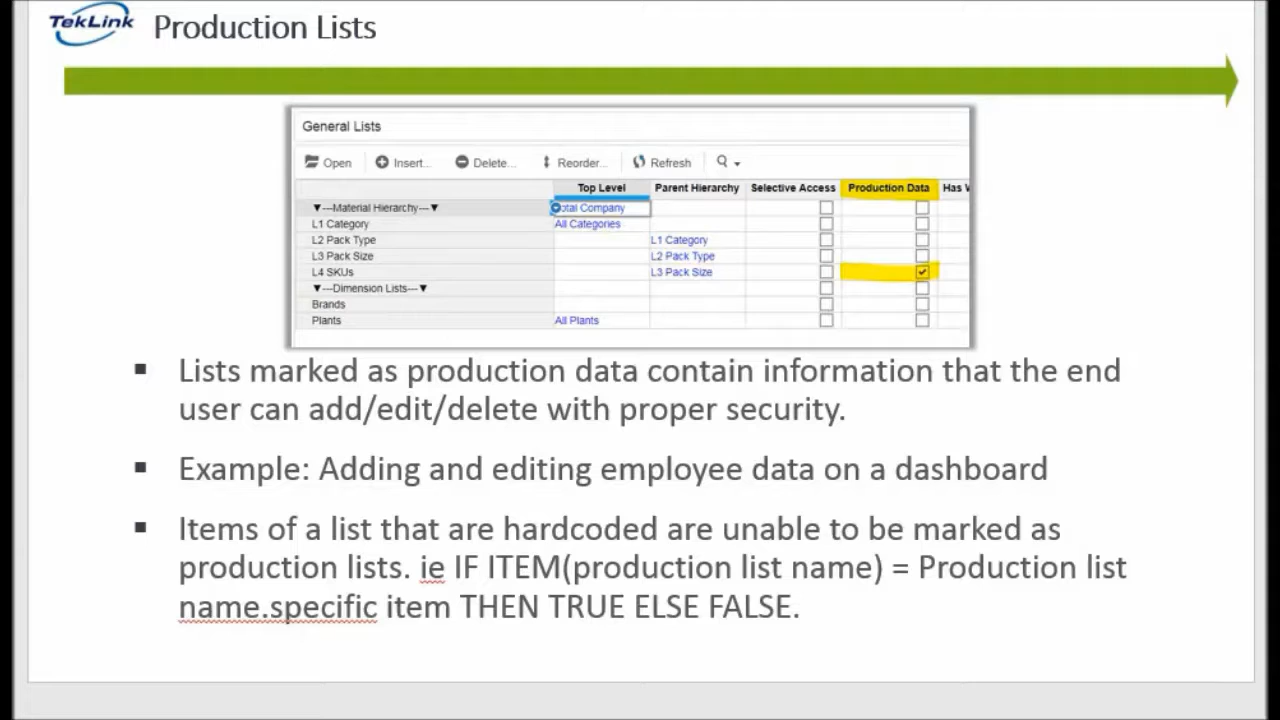 TekLink
Production Lists
General Lists
Open Insert... Delete... Reorder... Refresh
Top Level Parent Hierarchy Selective Access Production Data Has
▼---Material Hierarchy---▼ otal Company
L1 Category All Categories
L2 Pack Type L1 Category
L3 Pack Size L2 Pack Type
L4 SKUs L3 Pack Size
▼---Dimension Lists---▼
Brands
Plants All Plants
▪ Lists marked as production data contain information that the end
user can add/edit/delete with proper security.
▪ Example: Adding and editing employee data on a dashboard
▪ Items of a list that are hardcoded are unable to be marked as
production lists. ie IF ITEM(production list name) = Production list
name.specific item THEN TRUE ELSE FALSE.